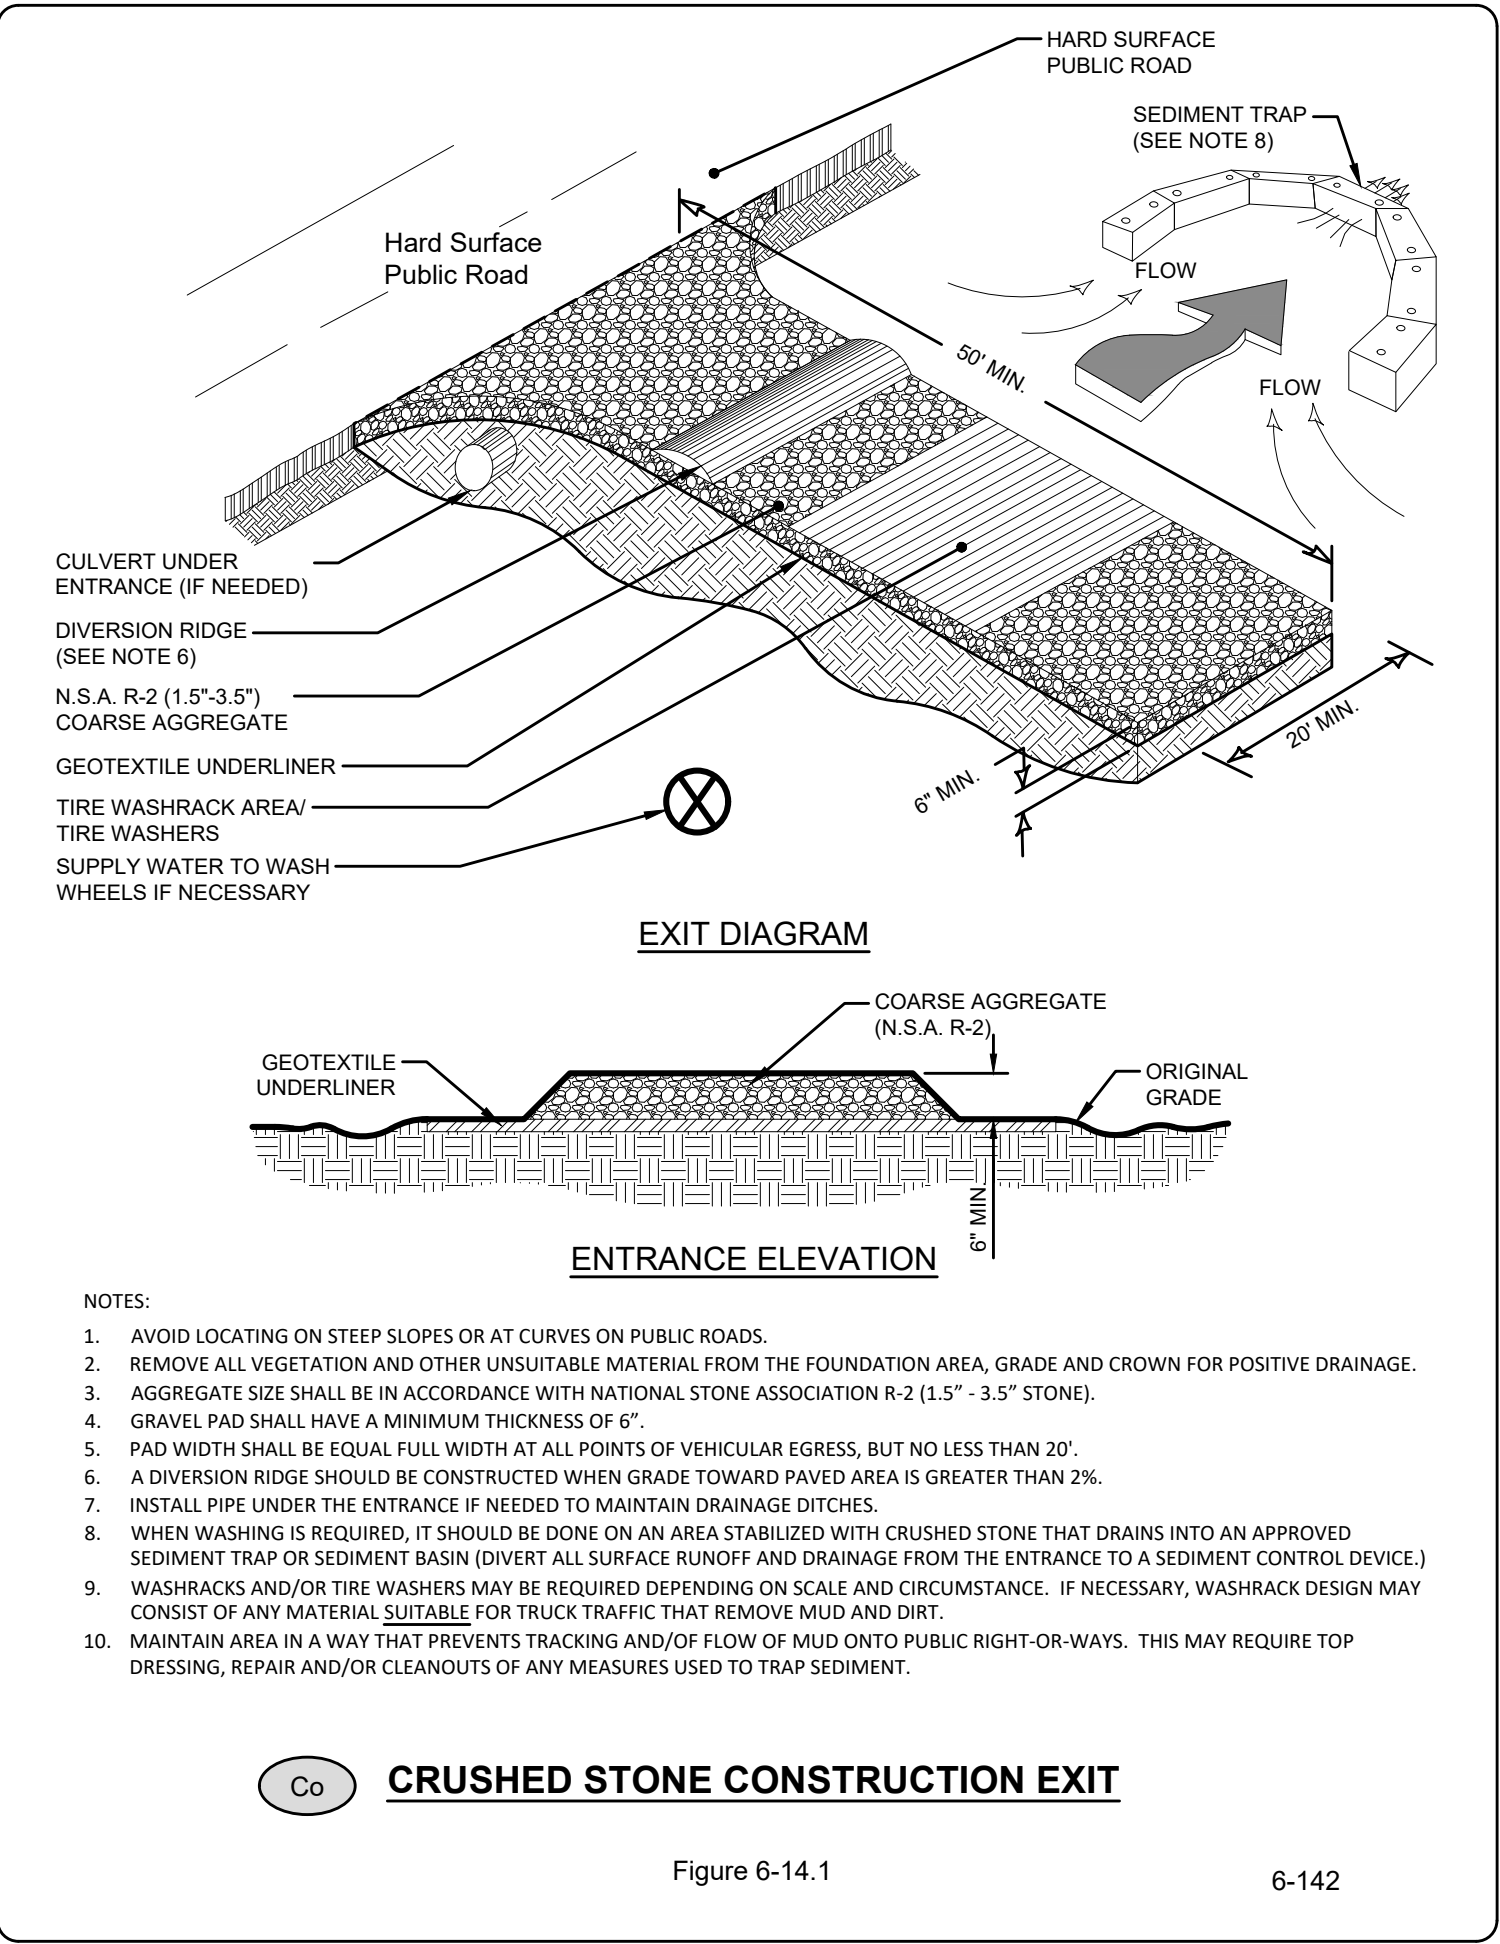 HARD SURFACE
PUBLIC ROAD
SEDIMENT TRAP
(SEE NOTE 8)
Hard Surface
Public Road
FLOW
50' MIN.
FLOW
CULVERT UNDER
ENTRANCE (IF NEEDED)
DIVERSION RIDGE
(SEE NOTE 6)
N.S.A. R-2 (1.5"-3.5")
COARSE AGGREGATE
GEOTEXTILE UNDERLINER
TIRE WASHRACK AREA/
TIRE WASHERS
SUPPLY WATER TO WASH
WHEELS IF NECESSARY
20' MIN.
6" MIN.
EXIT DIAGRAM
COARSE AGGREGATE
(N.S.A. R-2)
GEOTEXTILE
UNDERLINER
ORIGINAL
GRADE
6" MIN.
ENTRANCE ELEVATION
NOTES:
1. AVOID LOCATING ON STEEP SLOPES OR AT CURVES ON PUBLIC ROADS.
2. REMOVE ALL VEGETATION AND OTHER UNSUITABLE MATERIAL FROM THE FOUNDATION AREA, GRADE AND CROWN FOR POSITIVE DRAINAGE.
3. AGGREGATE SIZE SHALL BE IN ACCORDANCE WITH NATIONAL STONE ASSOCIATION R-2 (1.5” - 3.5” STONE).
4. GRAVEL PAD SHALL HAVE A MINIMUM THICKNESS OF 6”.
5. PAD WIDTH SHALL BE EQUAL FULL WIDTH AT ALL POINTS OF VEHICULAR EGRESS, BUT NO LESS THAN 20'.
6. A DIVERSION RIDGE SHOULD BE CONSTRUCTED WHEN GRADE TOWARD PAVED AREA IS GREATER THAN 2%.
7. INSTALL PIPE UNDER THE ENTRANCE IF NEEDED TO MAINTAIN DRAINAGE DITCHES.
8. WHEN WASHING IS REQUIRED, IT SHOULD BE DONE ON AN AREA STABILIZED WITH CRUSHED STONE THAT DRAINS INTO AN APPROVED
SEDIMENT TRAP OR SEDIMENT BASIN (DIVERT ALL SURFACE RUNOFF AND DRAINAGE FROM THE ENTRANCE TO A SEDIMENT CONTROL DEVICE.)
9. WASHRACKS AND/OR TIRE WASHERS MAY BE REQUIRED DEPENDING ON SCALE AND CIRCUMSTANCE. IF NECESSARY, WASHRACK DESIGN MAY
CONSIST OF ANY MATERIAL SUITABLE FOR TRUCK TRAFFIC THAT REMOVE MUD AND DIRT.
10. MAINTAIN AREA IN A WAY THAT PREVENTS TRACKING AND/OF FLOW OF MUD ONTO PUBLIC RIGHT-OR-WAYS. THIS MAY REQUIRE TOP
DRESSING, REPAIR AND/OR CLEANOUTS OF ANY MEASURES USED TO TRAP SEDIMENT.
Co
CRUSHED STONE CONSTRUCTION EXIT
Figure 6-14.1
6-142